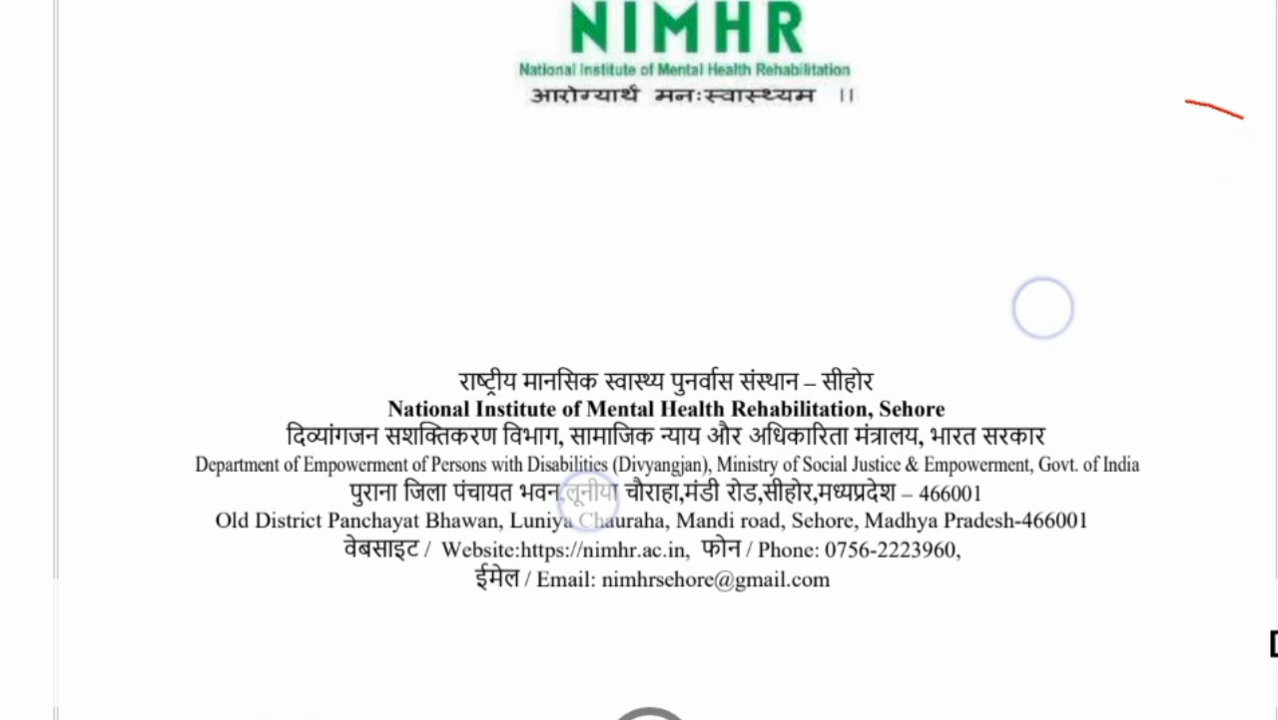 NIMHR
National Institute of Mental Health Rehabilitation
आरोग्यार्थ मनःस्वास्थ्यम ।।
राष्ट्रीय मानसिक स्वास्थ्य पुनर्वास संस्थान – सीहोर
National Institute of Mental Health Rehabilitation, Sehore
दिव्यांगजन सशक्तिकरण विभाग, सामाजिक न्याय और अधिकारिता मंत्रालय, भारत सरकार
Department of Empowerment of Persons with Disabilities (Divyangjan), Ministry of Social Justice & Empowerment, Govt. of India
पुराना जिला पंचायत भवन,लूनीया चौराहा,मंडी रोड,सीहोर,मध्यप्रदेश – 466001
Old District Panchayat Bhawan, Luniya Chauraha, Mandi road, Sehore, Madhya Pradesh-466001
वेबसाइट / Website:https://nimhr.ac.in, फोन / Phone: 0756-2223960,
ईमेल / Email: nimhrsehore@gmail.com